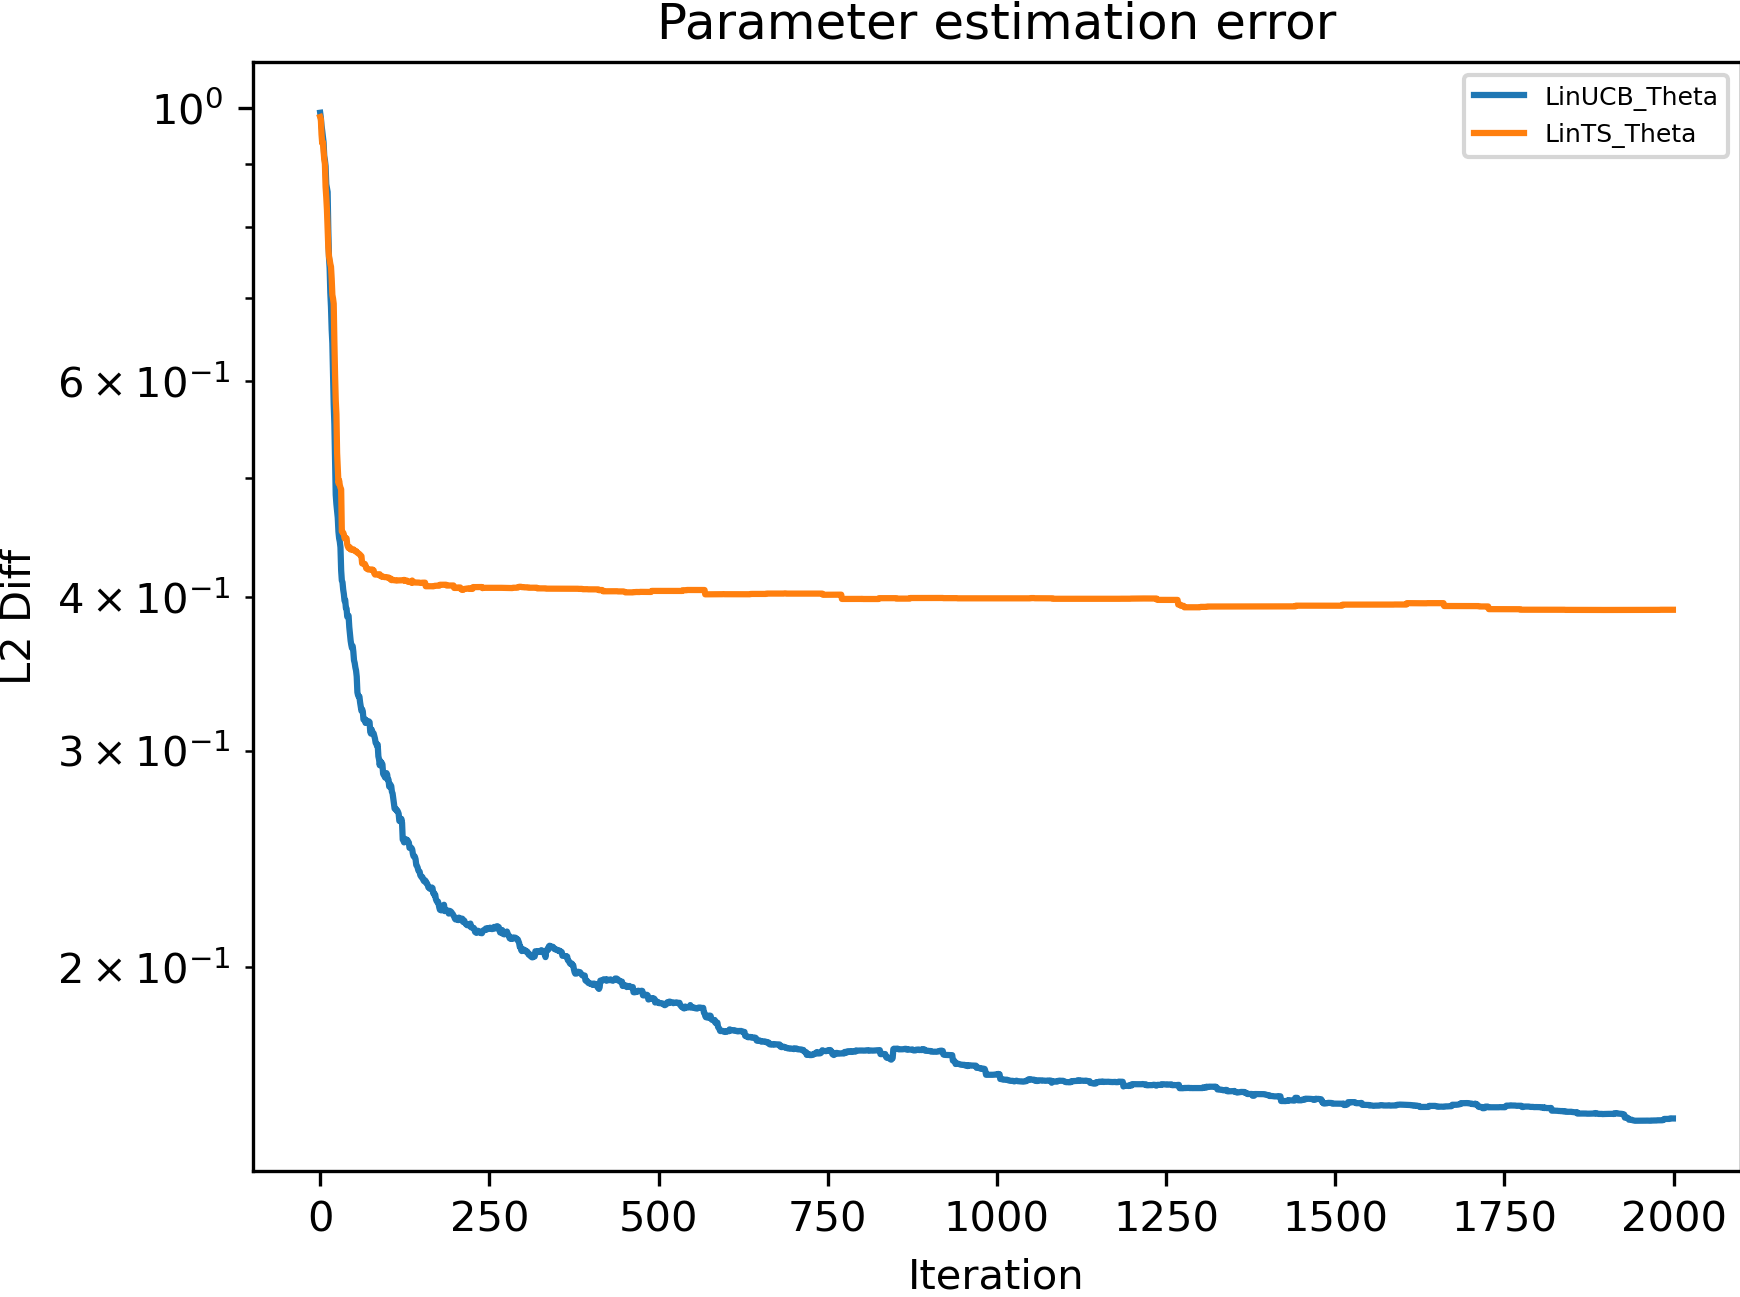 Parameter estimation error
LinUCB_Theta
LinTS_Theta
10⁰
6 × 10⁻¹
4 × 10⁻¹
3 × 10⁻¹
2 × 10⁻¹
L2 Diff
0 250 500 750 1000 1250 1500 1750 2000
Iteration